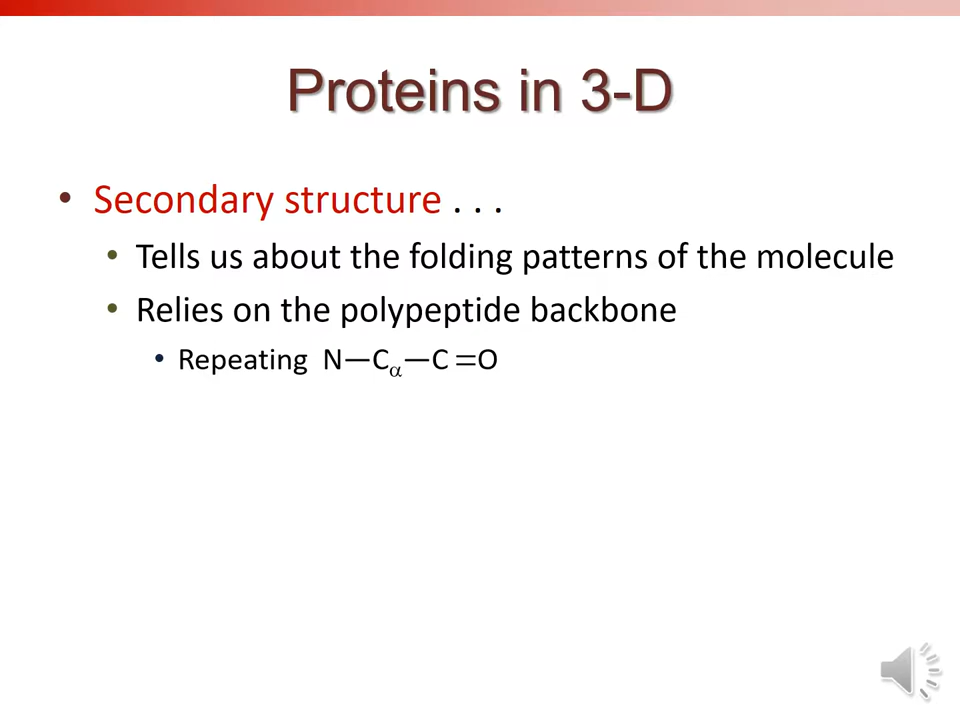 Proteins in 3-D
• Secondary structure . . .
• Tells us about the folding patterns of the molecule
• Relies on the polypeptide backbone
• Repeating N—Cα—C=O